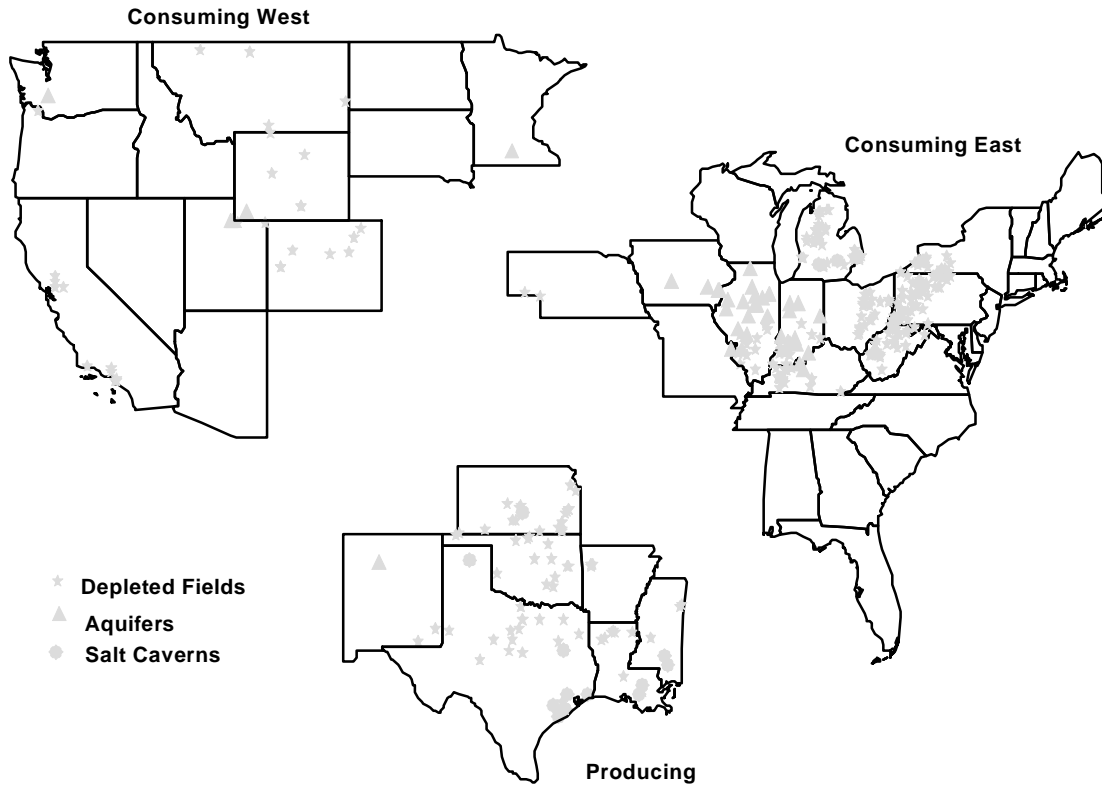 Consuming West
Consuming East
Depleted Fields
Aquifers
Salt Caverns
Producing